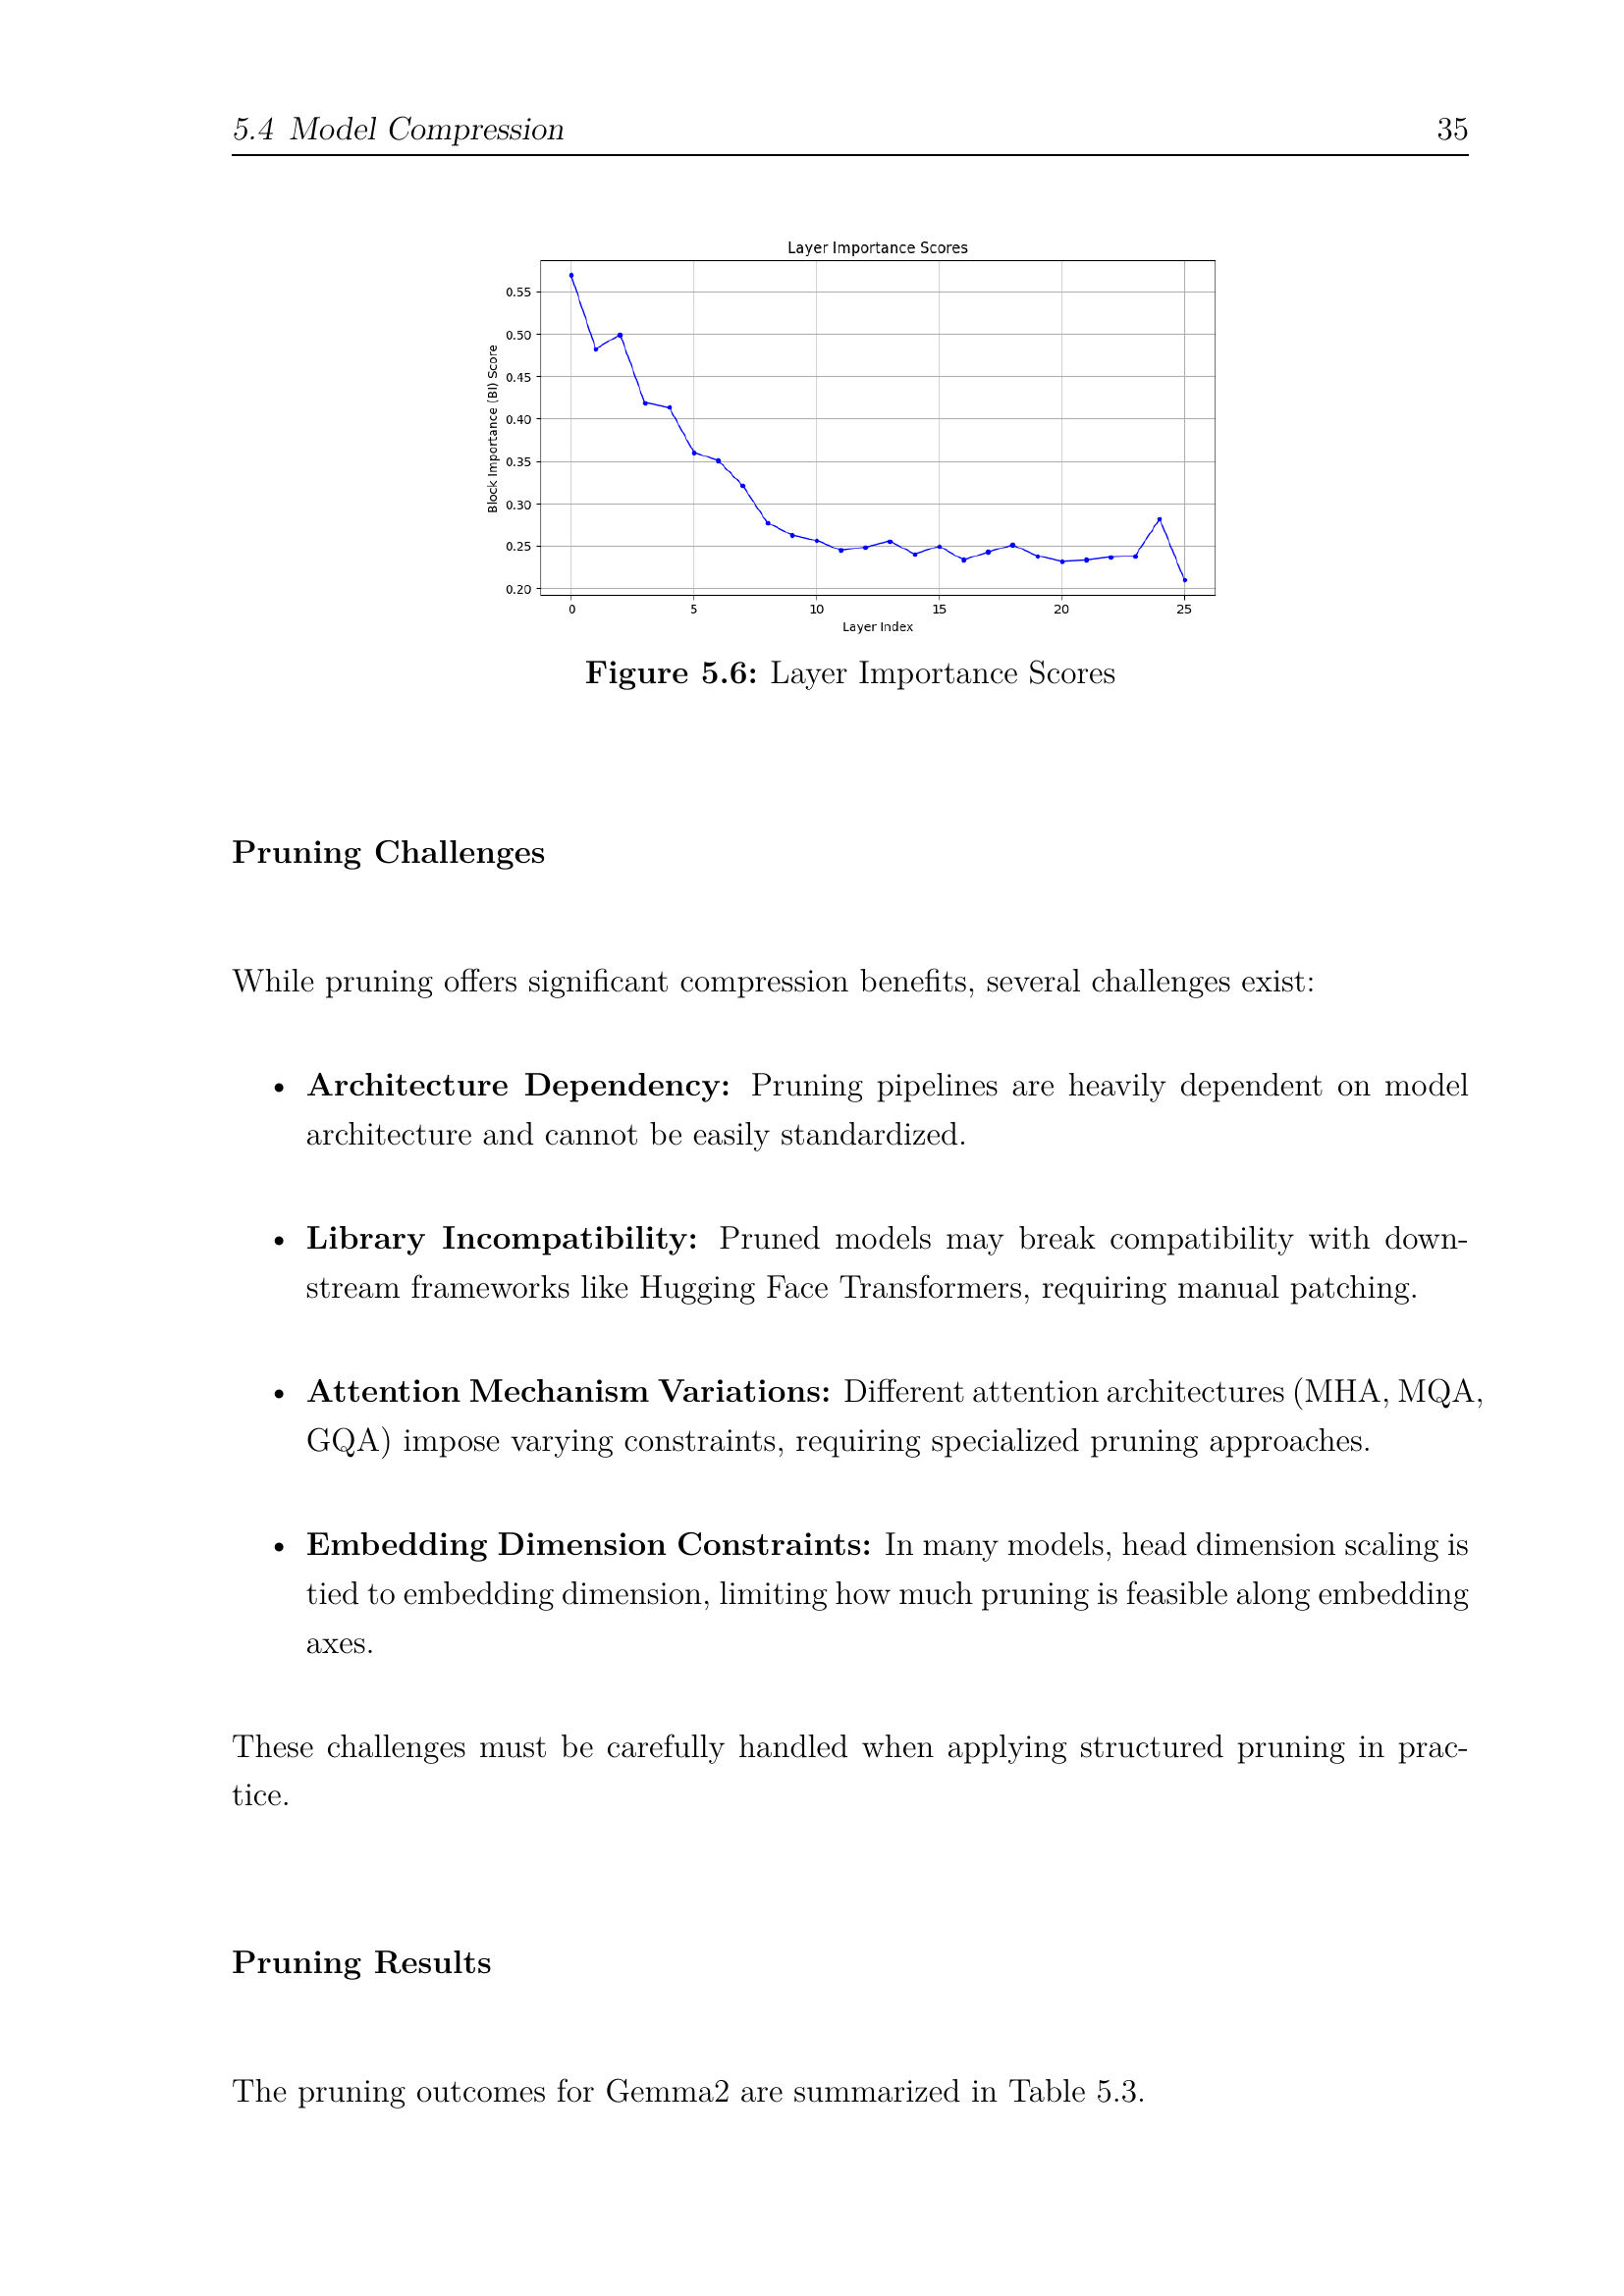 5.4 Model Compression 35
Layer Importance Scores
0.55
0.50
0.45
0.40
0.35
0.30
0.25
0.20
Block Importance (BI) Score
0 5 10 15 20 25
Layer Index
Figure 5.6: Layer Importance Scores
Pruning Challenges
While pruning offers significant compression benefits, several challenges exist:
• Architecture Dependency: Pruning pipelines are heavily dependent on model
architecture and cannot be easily standardized.
• Library Incompatibility: Pruned models may break compatibility with down-
stream frameworks like Hugging Face Transformers, requiring manual patching.
• Attention Mechanism Variations: Different attention architectures (MHA, MQA,
GQA) impose varying constraints, requiring specialized pruning approaches.
• Embedding Dimension Constraints: In many models, head dimension scaling is
tied to embedding dimension, limiting how much pruning is feasible along embedding
axes.
These challenges must be carefully handled when applying structured pruning in prac-
tice.
Pruning Results
The pruning outcomes for Gemma2 are summarized in Table 5.3.